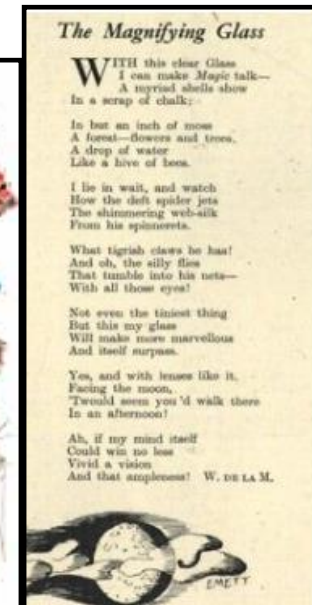 The Magnifying Glass
WITH this clear Glass
I can make Magic talk—
A myriad shells show
In a scrap of chalk;
In but an inch of moss
A forest—flowers and trees.
A drop of water
Like a hive of bees.
I lie in wait, and watch
How the deft spider jets
The shimmering web-silk
From his spinnerets.
What tigrish claws he has!
And oh, the silly flies
That tumble into his nets—
With all those eyes!
Not even the tiniest thing
But this my glass
Will make more marvellous
And itself surpass.
Yes, and with lenses like it,
Facing the moon,
'Twould seem you 'd walk there
In an afternoon!
Ah, if my mind itself
Could win no less
Vivid a vision
And that ampleness! W. DE LA M.
EMETT